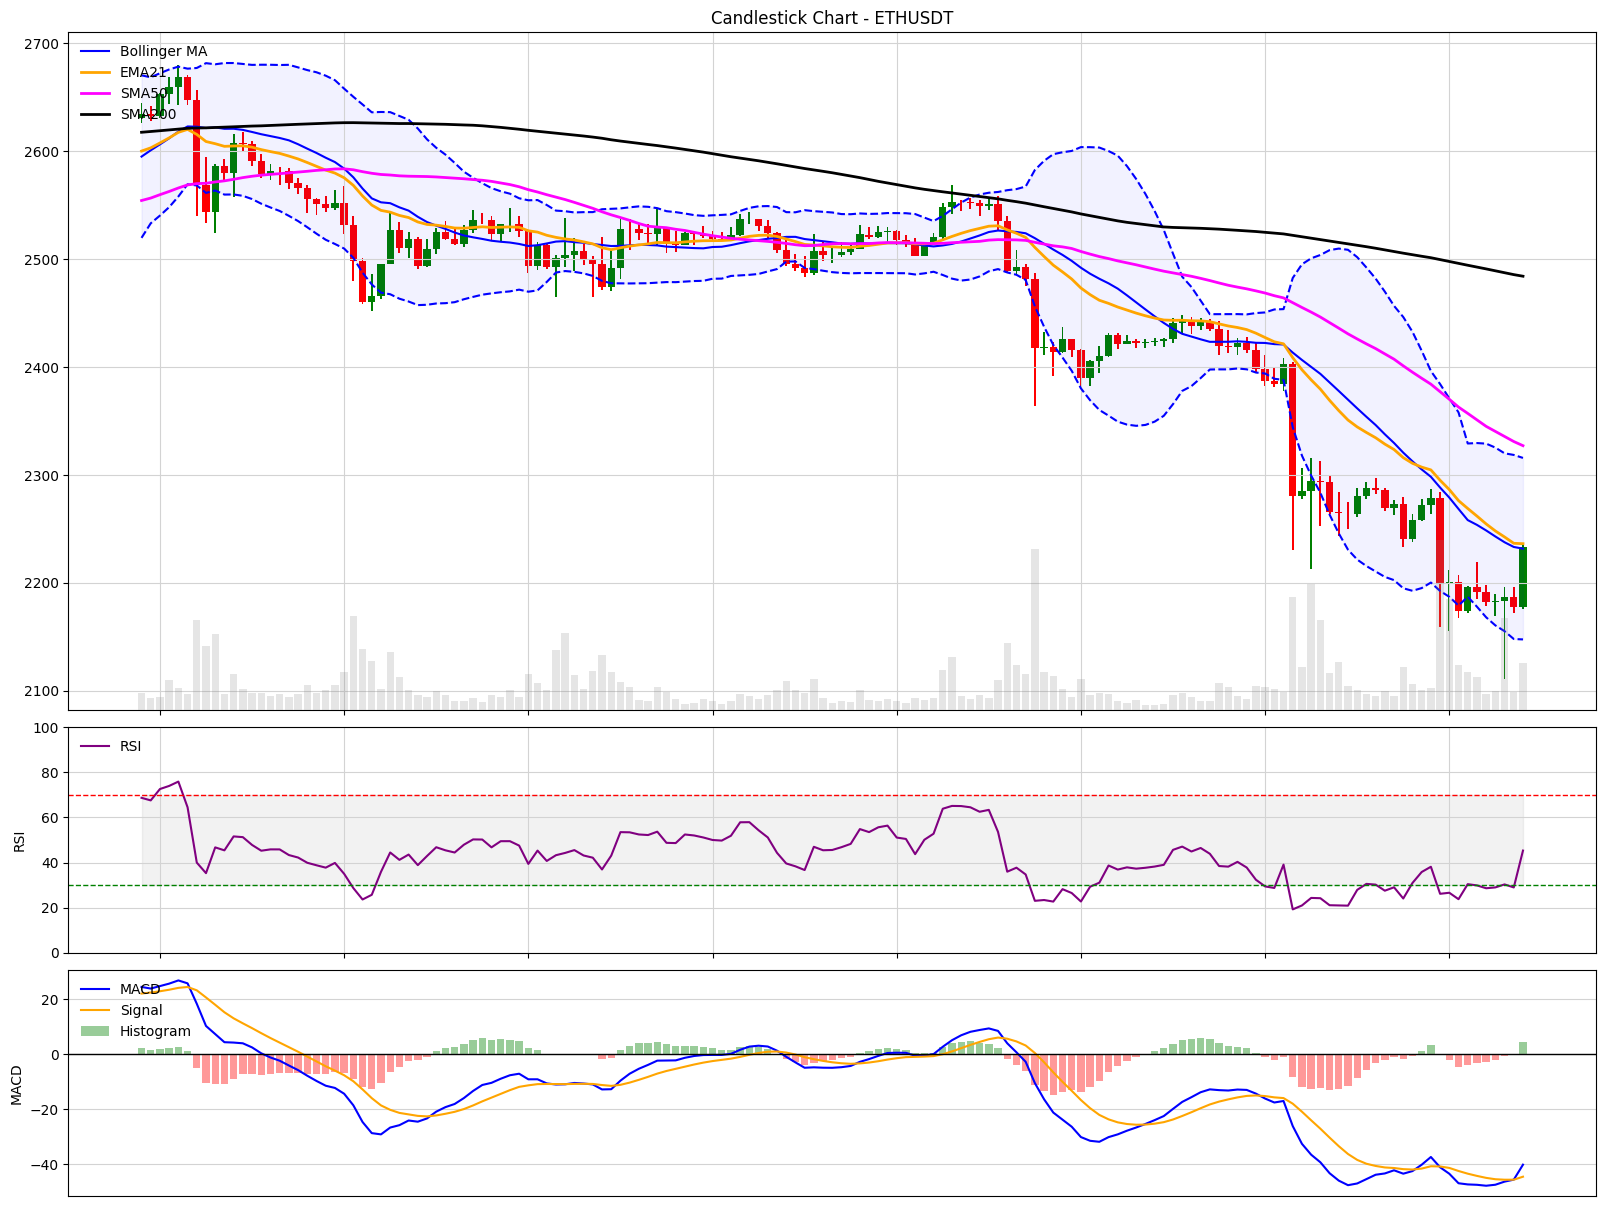 Candlestick Chart - ETHUSDT
2700
2600
2500
2400
2300
2200
2100
Bollinger MA
EMA21
SMA50
SMA200
100
80
60
40
20
0
RSI
RSI
20
0
−20
−40
MACD
MACD
Signal
Histogram